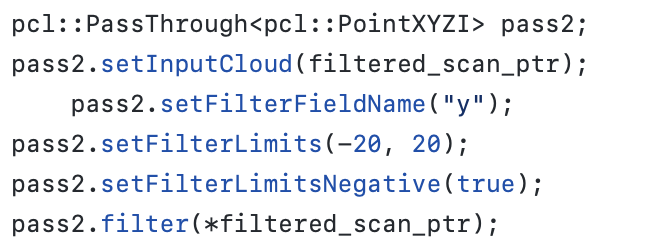 pcl::PassThrough<pcl::PointXYZI> pass2;
pass2.setInputCloud(filtered_scan_ptr);
    pass2.setFilterFieldName("y");
pass2.setFilterLimits(-20, 20);
pass2.setFilterLimitsNegative(true);
pass2.filter(*filtered_scan_ptr);